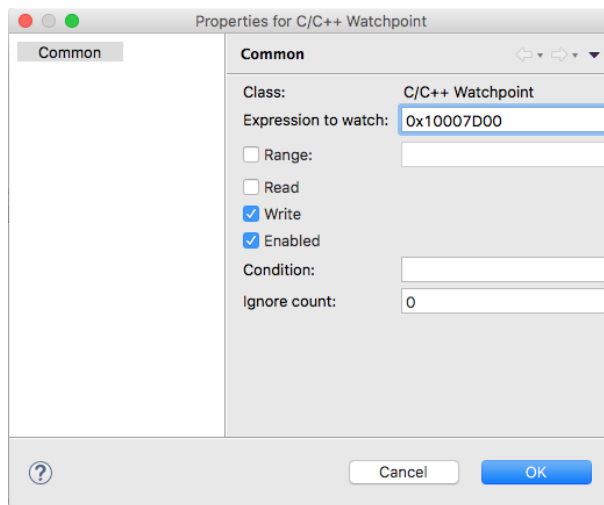 Properties for C/C++ Watchpoint
Common
Common
Class: C/C++ Watchpoint
Expression to watch: 0x10007D00
Range:
Read
Write
Enabled
Condition:
Ignore count: 0
?
Cancel OK